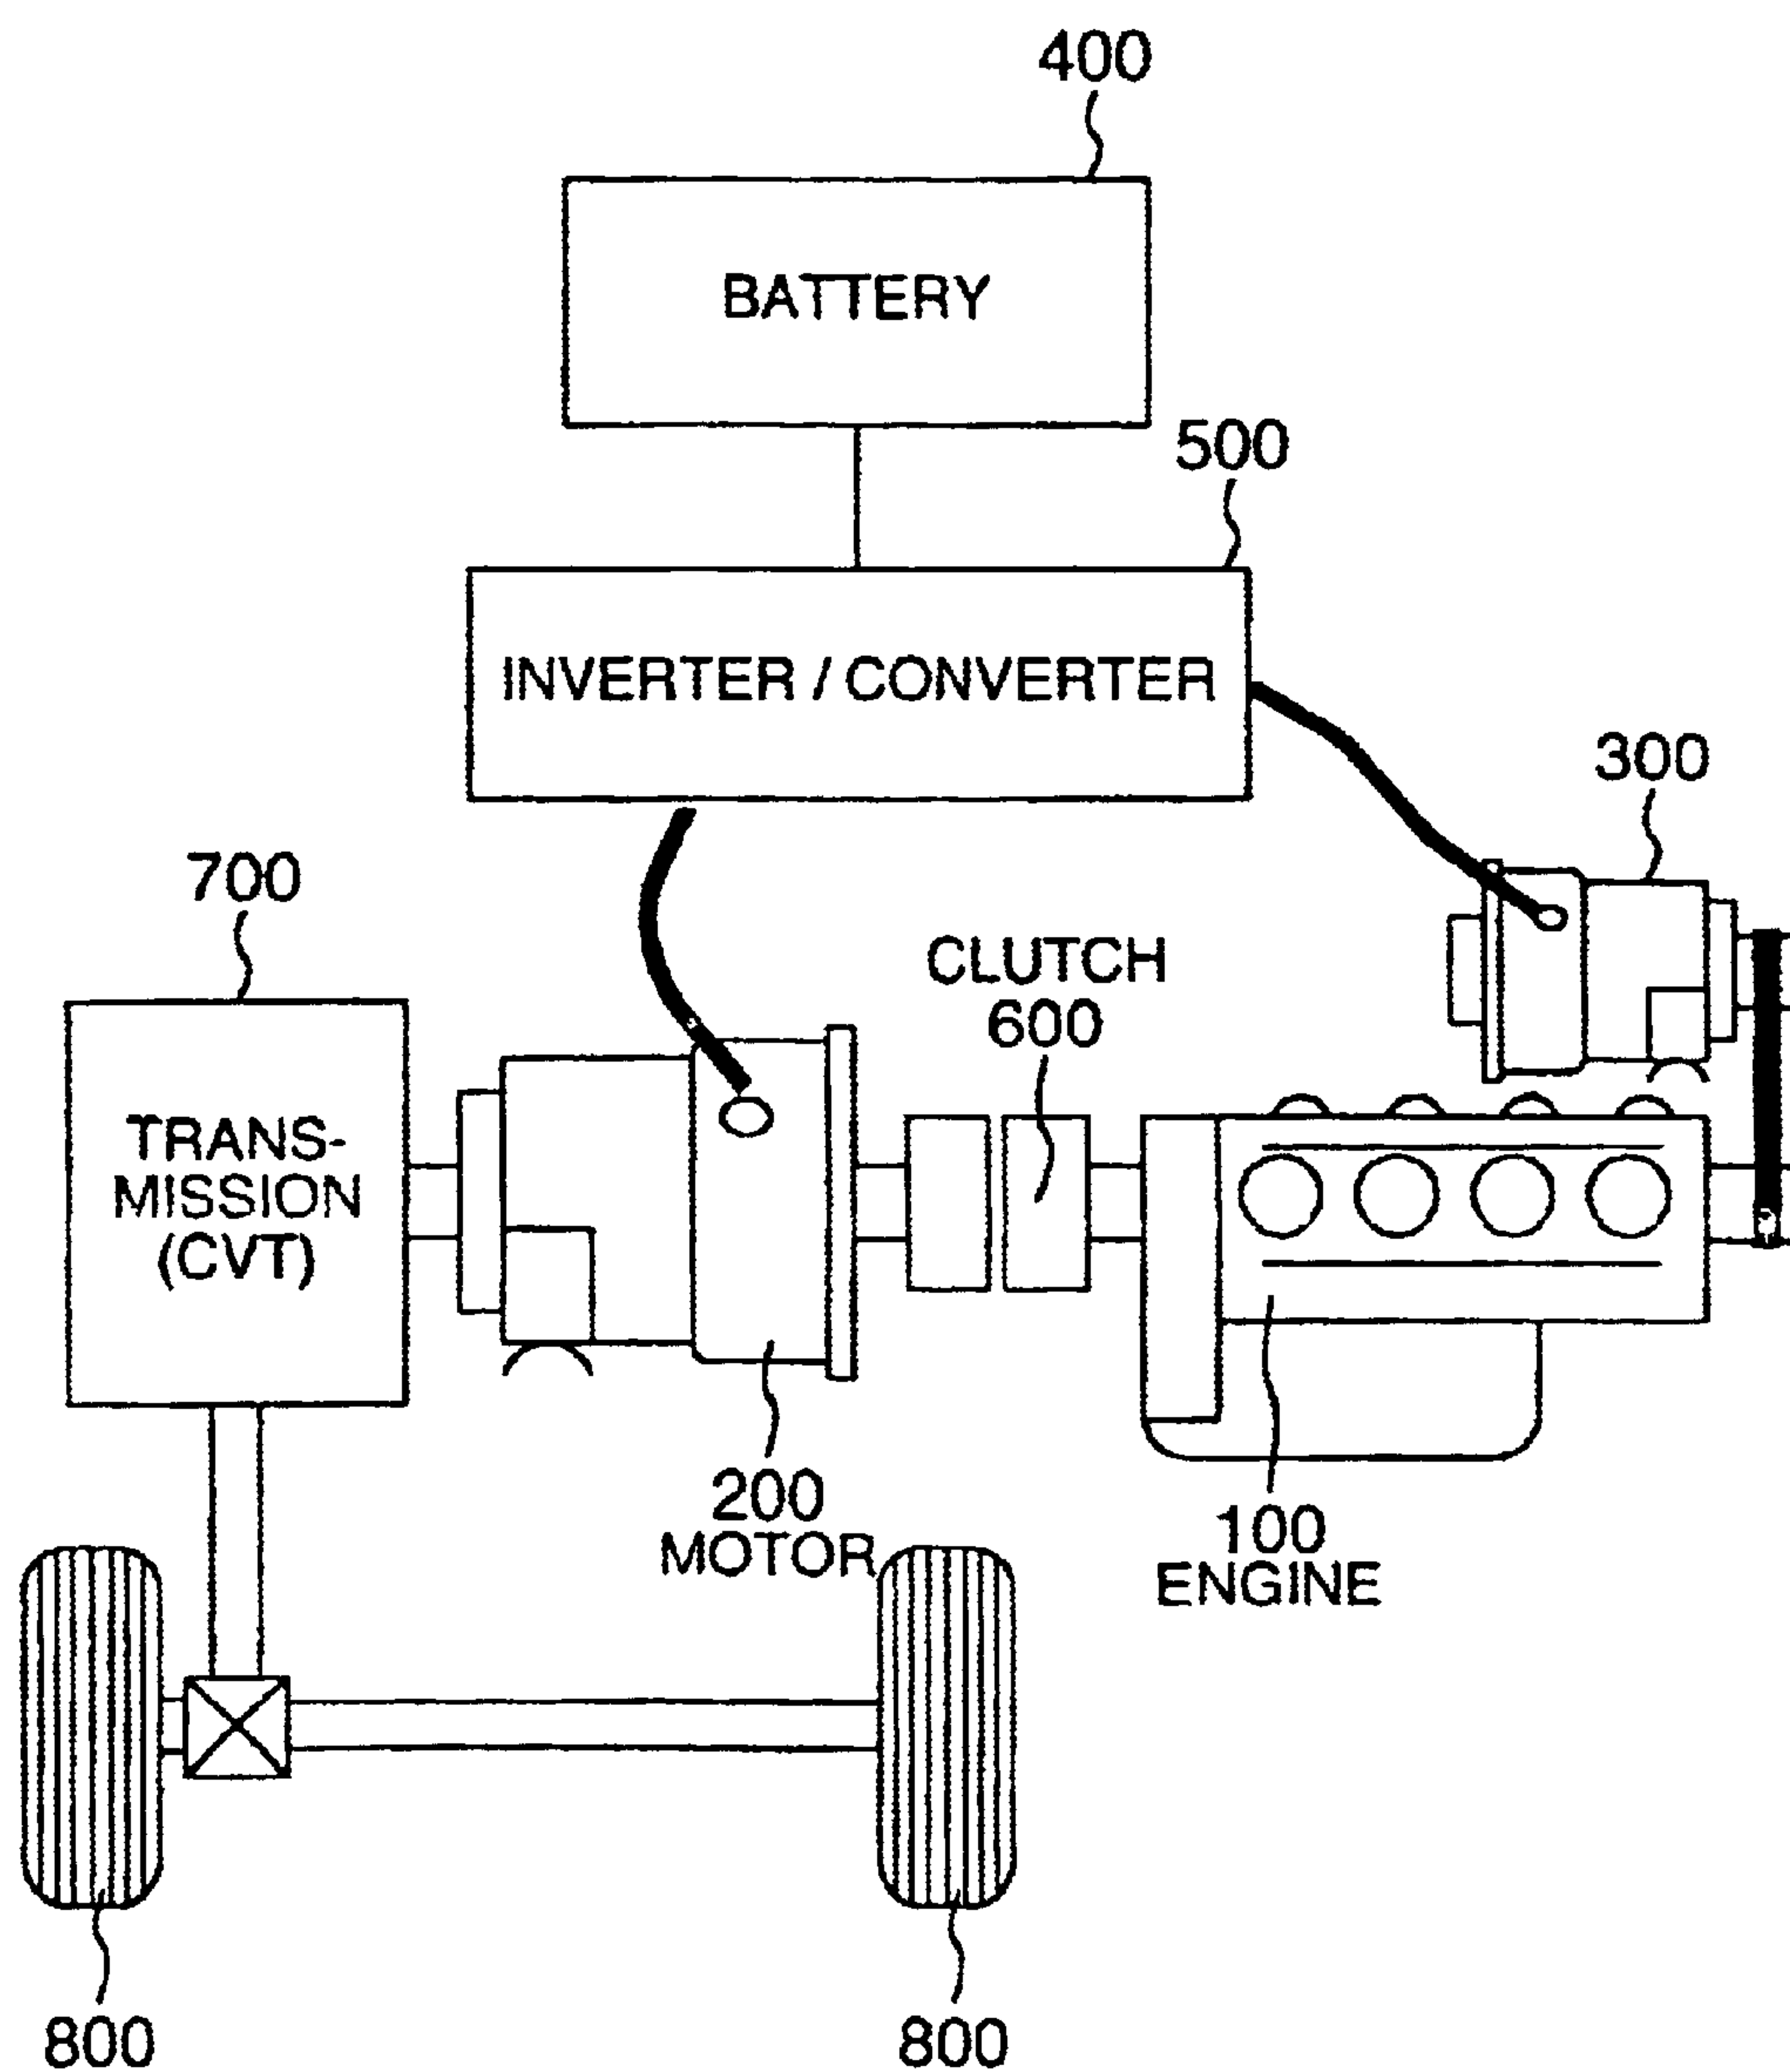 400
BATTERY
500
INVERTER / CONVERTER
300
700
CLUTCH
600
TRANS-
MISSION
(CVT)
200
MOTOR
100
ENGINE
800
800